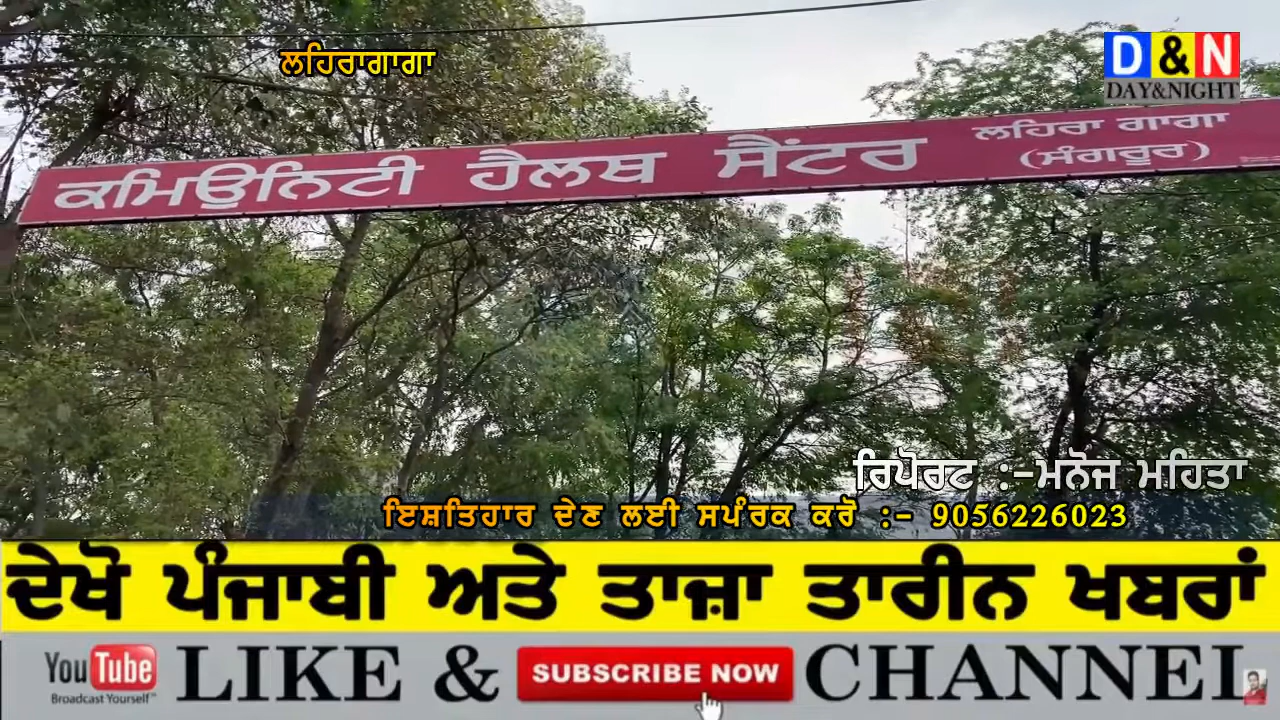 ਲਹਿਰਾਗਾਗਾ
D&N
DAY&NIGHT
ਕਮਿਊਨਿਟੀ ਹੈਲਥ ਸੈਂਟਰ ਲਹਿਰਾ ਗਾਗਾ
(ਸੰਗਰੂਰ)
ਰਿਪੋਰਟ :-ਮਨੋਜ ਮਹਿਤਾ
ਇਸ਼ਤਿਹਾਰ ਦੇਣ ਲਈ ਸਪੰਰਕ ਕਰੋ :- 9056226023
ਦੇਖੋ ਪੰਜਾਬੀ ਅਤੇ ਤਾਜ਼ਾ ਤਾਰੀਨ ਖਬਰਾਂ
YouTube LIKE & SUBSCRIBE NOW CHANNEL
Broadcast Yourself™